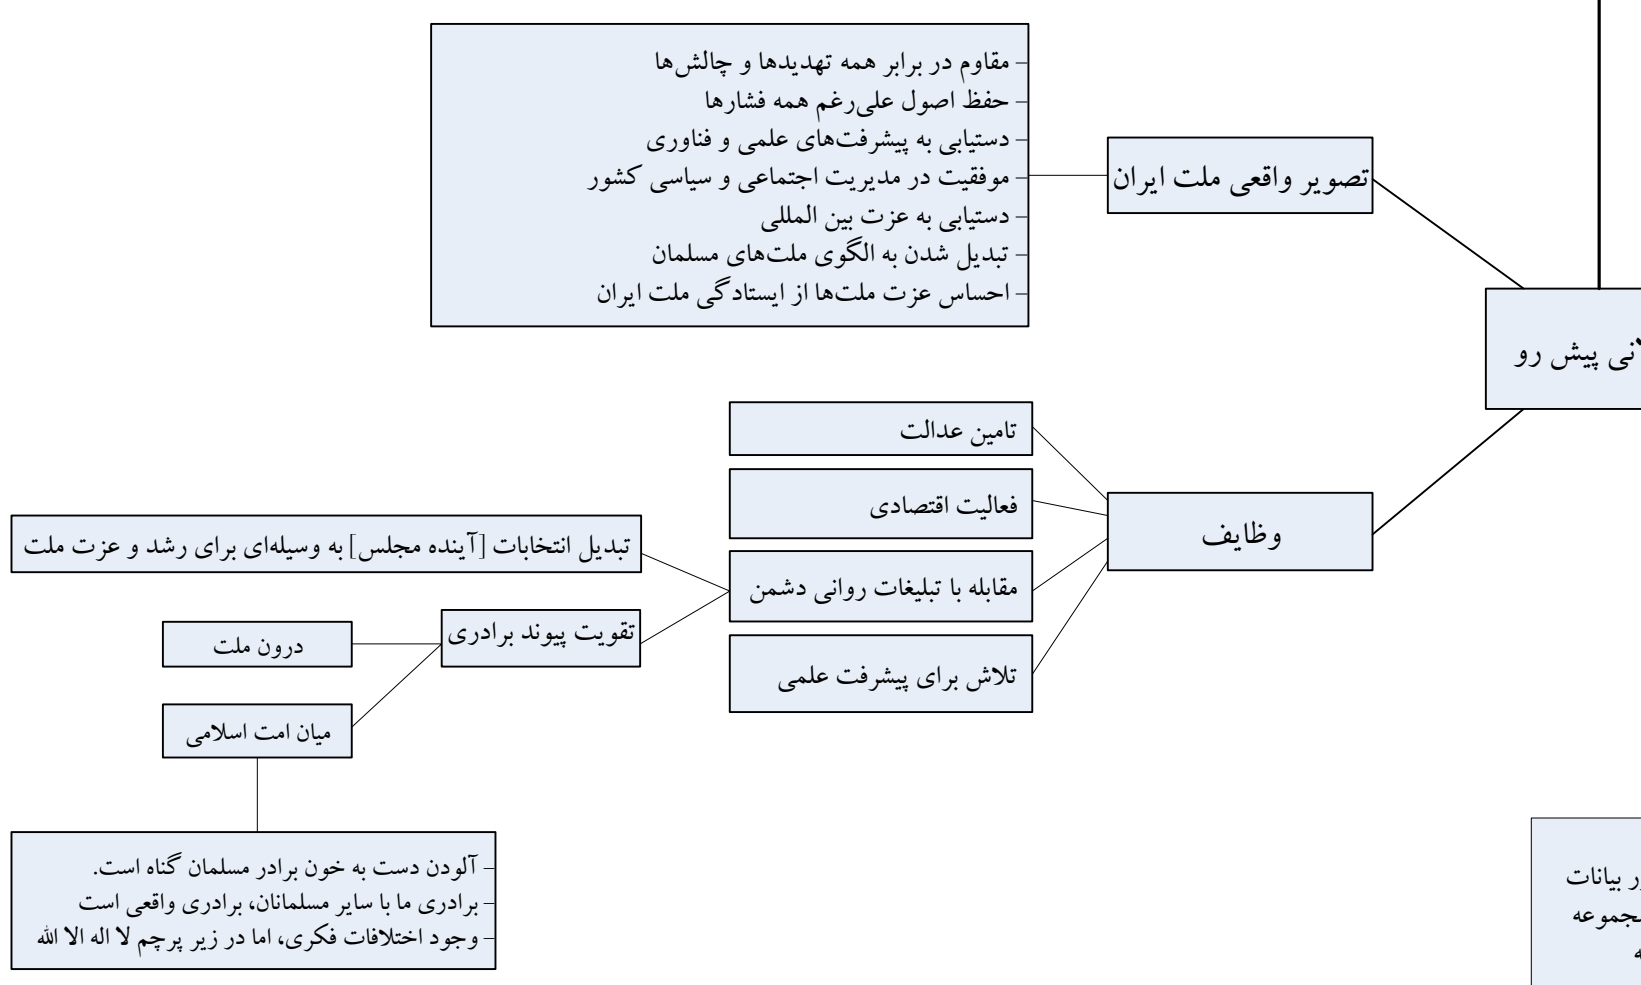 - مقاوم در برابر همه تهدیدها و چالش‌ها
- حفظ اصول علی‌رغم همه فشارها
- دستیابی به پیشرفت‌های علمی و فناوری
- موفقیت در مدیریت اجتماعی و سیاسی کشور
- دستیابی به عزت بین المللی
- تبدیل شدن به الگوی ملت‌های مسلمان
- احساس عزت ملت‌ها از ایستادگی ملت ایران
تصویر واقعی ملت ایران
پیش رو
وظایف
تامین عدالت
فعالیت اقتصادی
مقابله با تبلیغات روانی دشمن
تلاش برای پیشرفت علمی
تبدیل انتخابات [آینده مجلس] به وسیله‌ای برای رشد و عزت ملت
تقویت پیوند برادری
درون ملت
میان امت اسلامی
- آلودن دست به خون برادر مسلمان گناه است.
- برادری ما با سایر مسلمانان، برادری واقعی است
- وجود اختلافات فکری، اما در زیر پرچم لا اله الا الله
بیانات